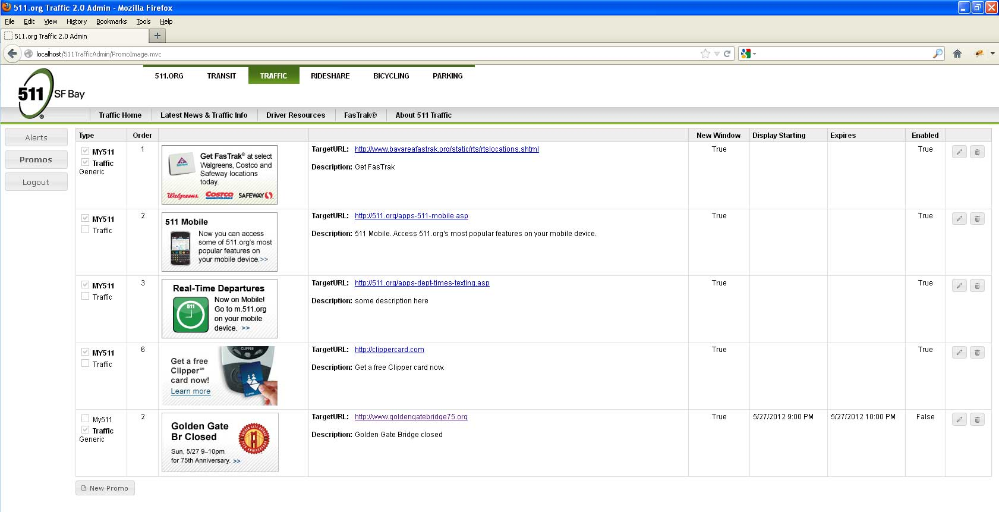 511.org Traffic 2.0 Admin - Mozilla Firefox
File Edit View History Bookmarks Tools Help
511.org Traffic 2.0 Admin
localhost/511TrafficAdmin/PromoImage.mvc
511.ORG TRANSIT TRAFFIC RIDESHARE BICYCLING PARKING
511 SF Bay
®
Traffic Home Latest News & Traffic Info Driver Resources FasTrak® About 511 Traffic
Alerts
Promos
Logout
Type Order New Window Display Starting Expires Enabled
MY511
Traffic
Generic
1
Get FasTrak® at select
Walgreens, Costco and
Safeway locations
today.
FASTRAK
Walgreens COSTCO WHOLESALE SAFEWAY
TargetURL: http://www.bayareafastrak.org/static/rts/rtslocations.shtml
Description: Get FasTrak
True
True
MY511
Traffic
2
511 Mobile
Now you can access
some of 511.org's most
popular features on
your mobile device.>>
TargetURL: http://511.org/apps-511-mobile.asp
Description: 511 Mobile. Access 511.org's most popular features on your mobile device.
True
True
MY511
Traffic
3
Real-Time Departures
511
Now on Mobile!
Go to m.511.org
on your mobile
device. >>
TargetURL: http://511.org/apps-dept-times-texting.asp
Description: some description here
True
True
MY511
Traffic
6
CLIPPER
Get a free
Clipper℠
card now!
Learn more
CLIPPER
TargetURL: http://clippercard.com
Description: Get a free Clipper card now.
True
True
My511
Traffic
Generic
2
Golden Gate
Br Closed
Sun, 5/27 9–10pm
for 75th Anniversary. >>
TargetURL: http://www.goldengatebridge75.org
Description: Golden Gate Bridge closed
True
5/27/2012 9:00 PM
5/27/2012 10:00 PM
False
New Promo